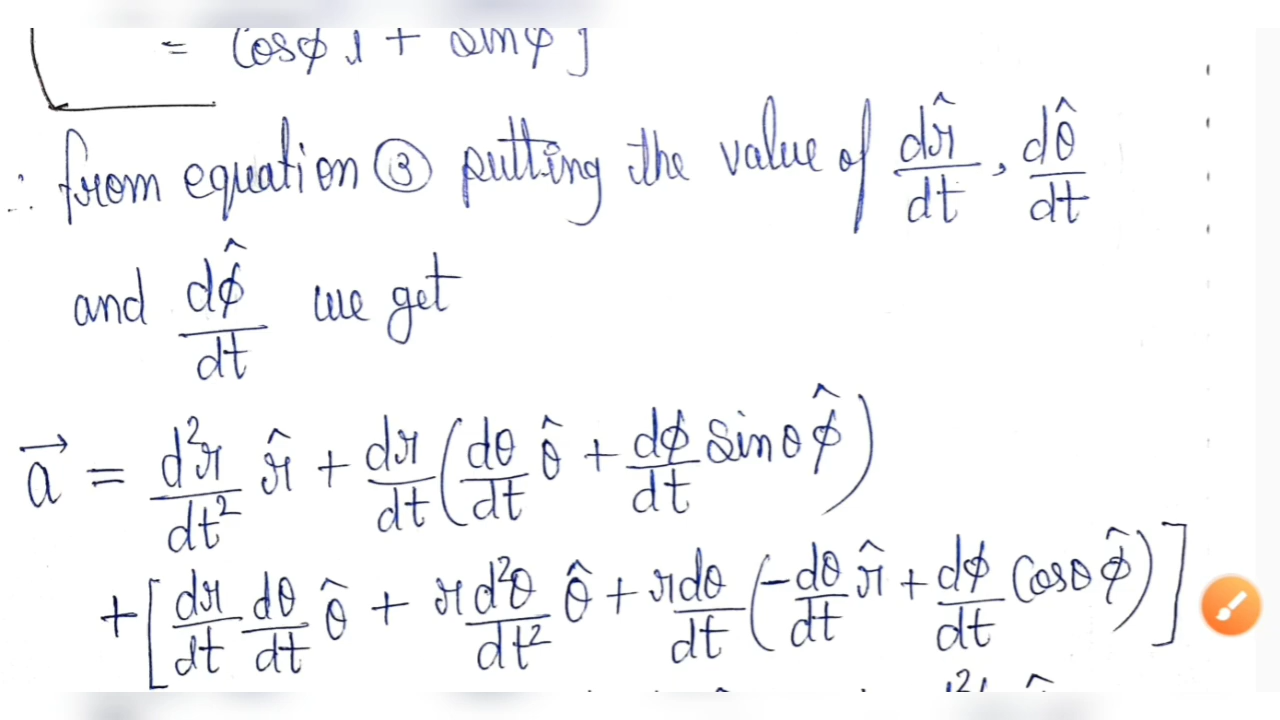 = Cosφ î + Sinφ ĵ
∴ from equation ③ putting the value of dr̂/dt, dθ̂/dt
and dφ̂/dt we get
a⃗ = d²r/dt² r̂ + dr/dt (dθ/dt θ̂ + dφ/dt Sinθ φ̂)
+ [dr/dt dθ/dt θ̂ + r d²θ/dt² θ̂ + r dθ/dt (-dθ/dt r̂ + dφ/dt Cosθ φ̂)]